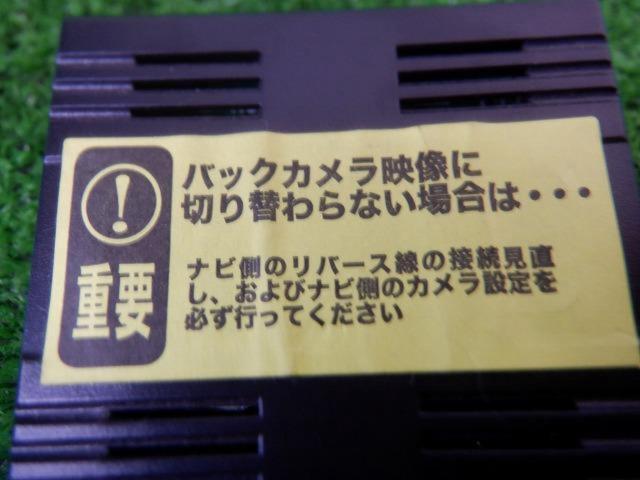 バックカメラ映像に
切り替わらない場合は・・・
重要
ナビ側のリバース線の接続見直
し、およびナビ側のカメラ設定を
必ず行ってください